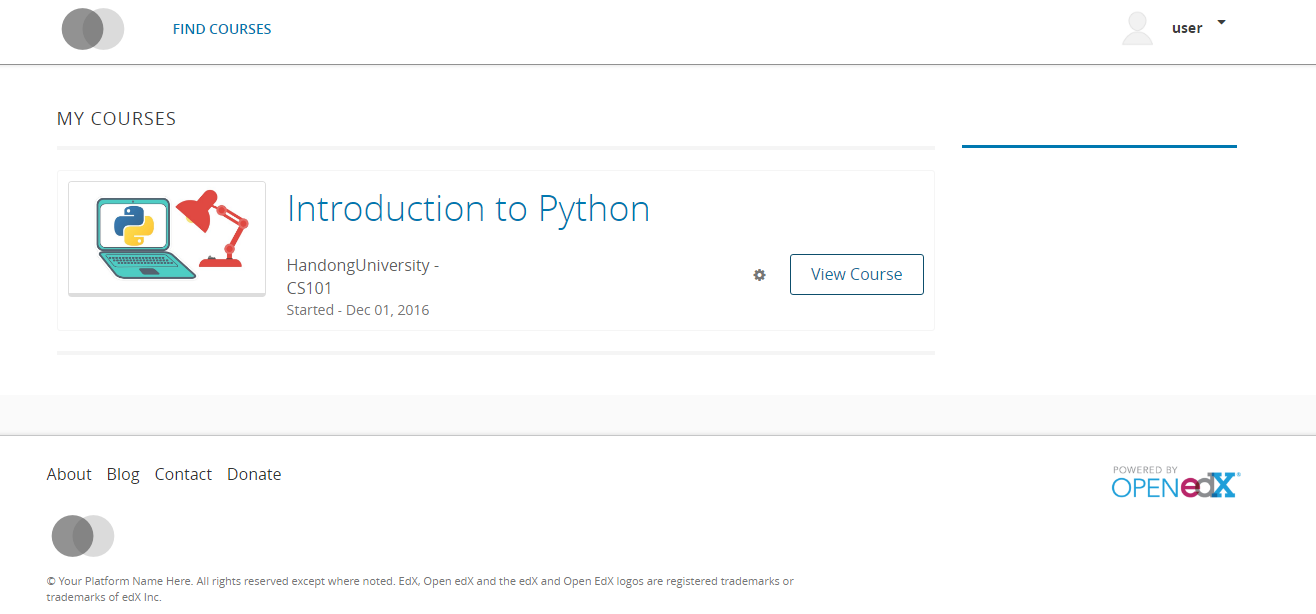 FIND COURSES
user
MY COURSES
Introduction to Python
HandongUniversity -
CS101
Started - Dec 01, 2016
View Course
About Blog Contact Donate
POWERED BY
OPEN edX
© Your Platform Name Here. All rights reserved except where noted. EdX, Open edX and the edX and Open EdX logos are registered trademarks or
trademarks of edX Inc.